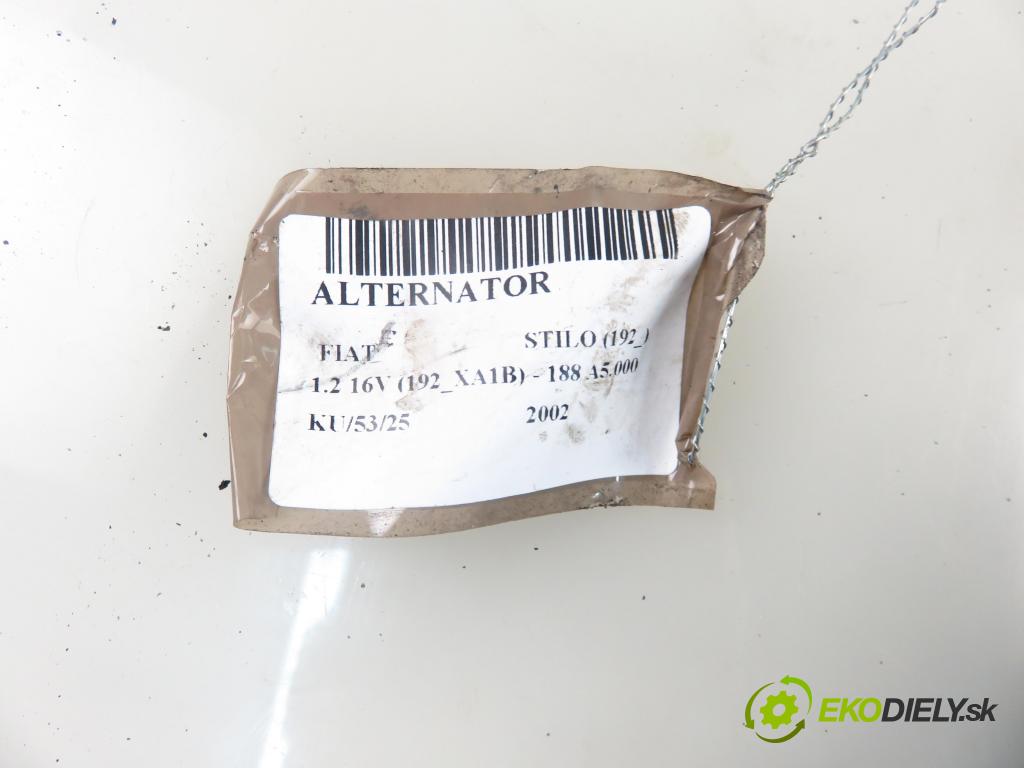 ALTERNATOR
FIAT STILO (192_)
1.2 16V (192_XA1B) - 188 A5.000
KU/53/25 2002
EKODIELY.sk